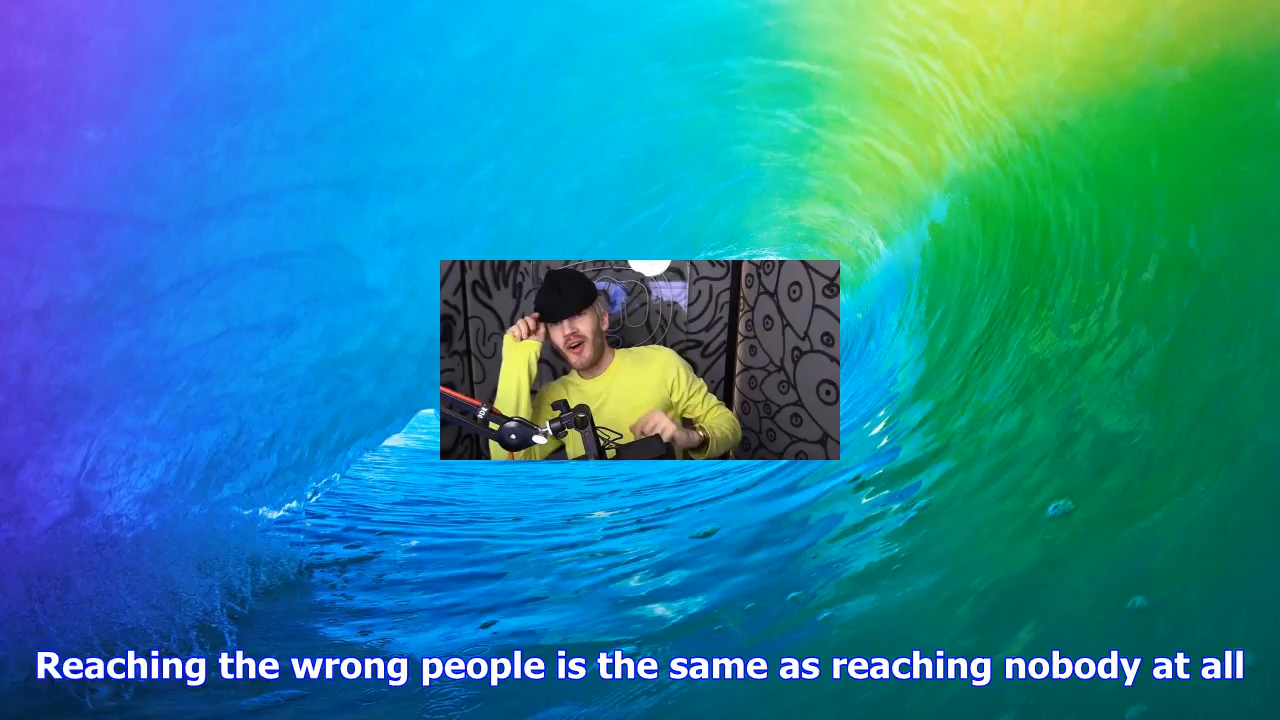 Reaching the wrong people is the same as reaching nobody at all